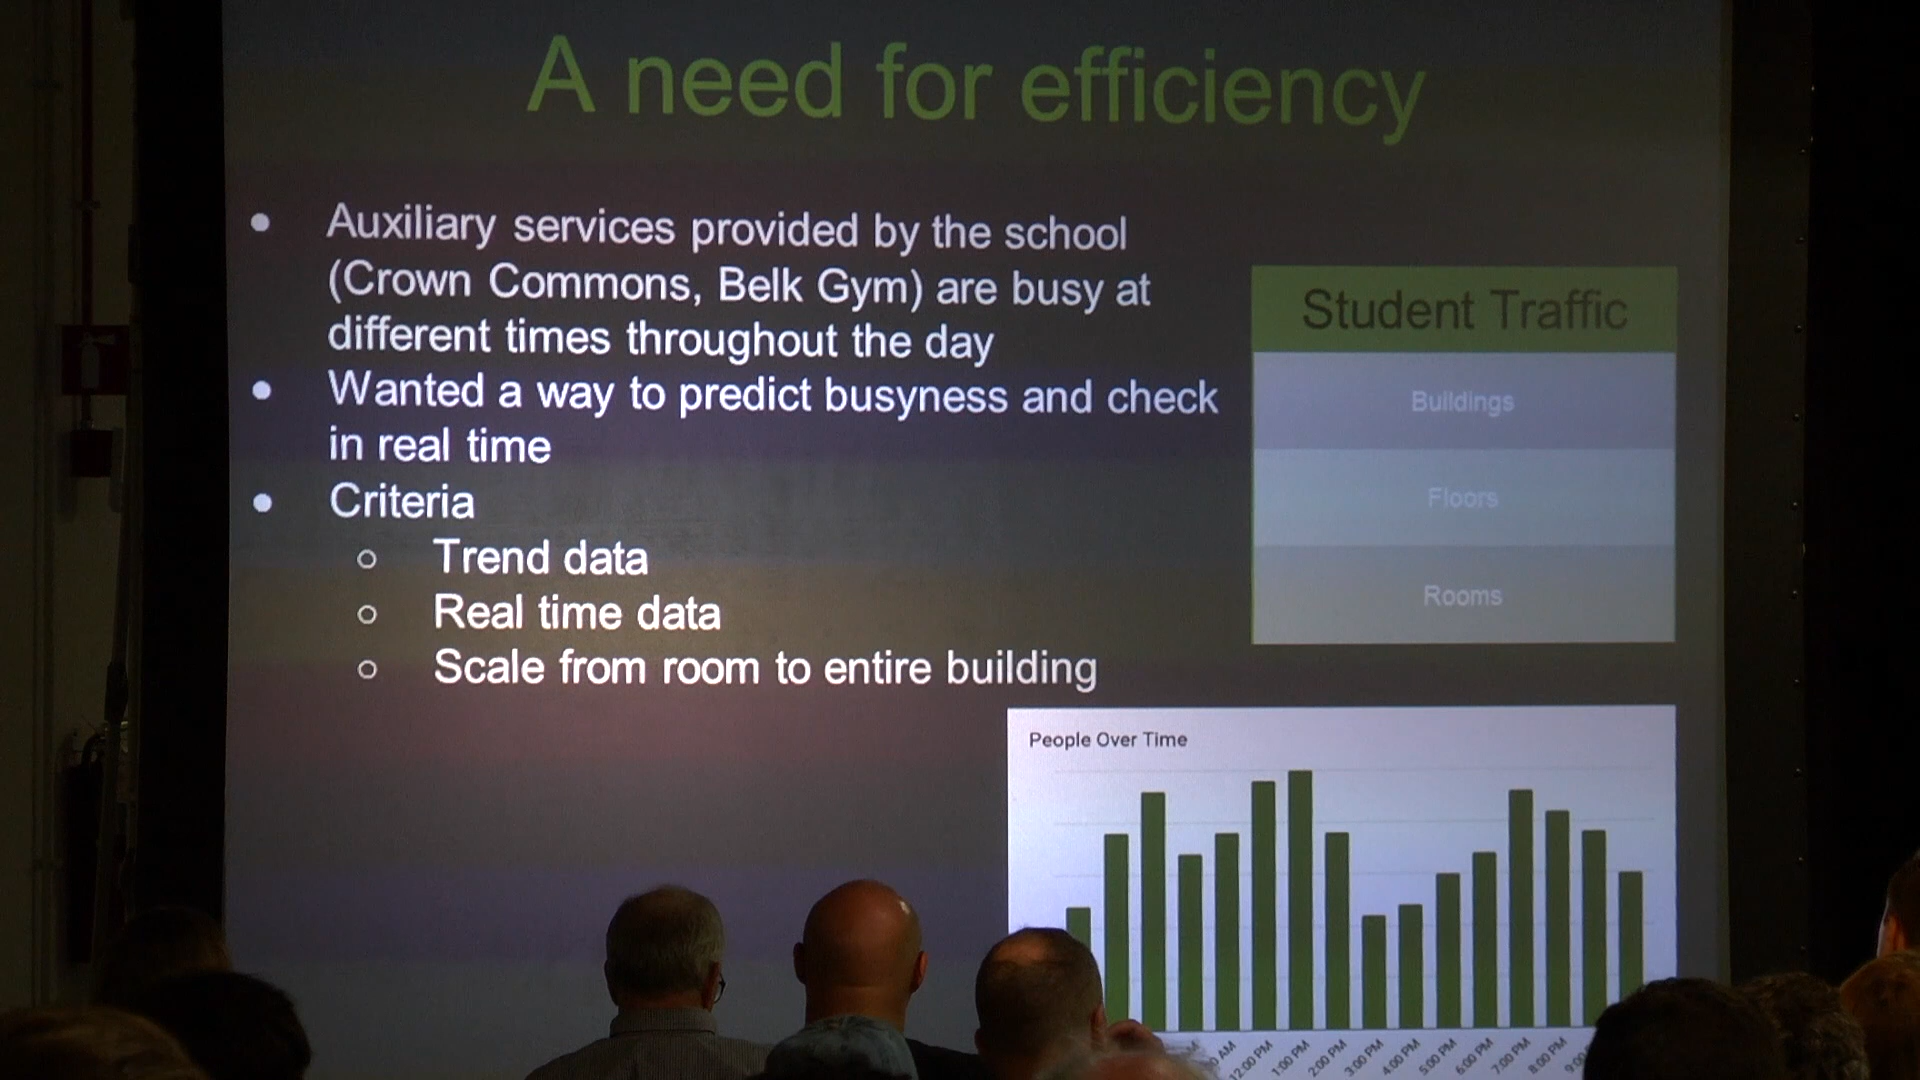 A need for efficiency
Auxiliary services provided by the school
(Crown Commons, Belk Gym) are busy at
different times throughout the day
Wanted a way to predict busyness and check
in real time
Criteria
Trend data
Real time data
Scale from room to entire building
Student Traffic
Buildings
Floors
Rooms
People Over Time
12:00 PM
1:00 PM
2:00 PM
3:00 PM
4:00 PM
5:00 PM
6:00 PM
7:00 PM
8:00 PM